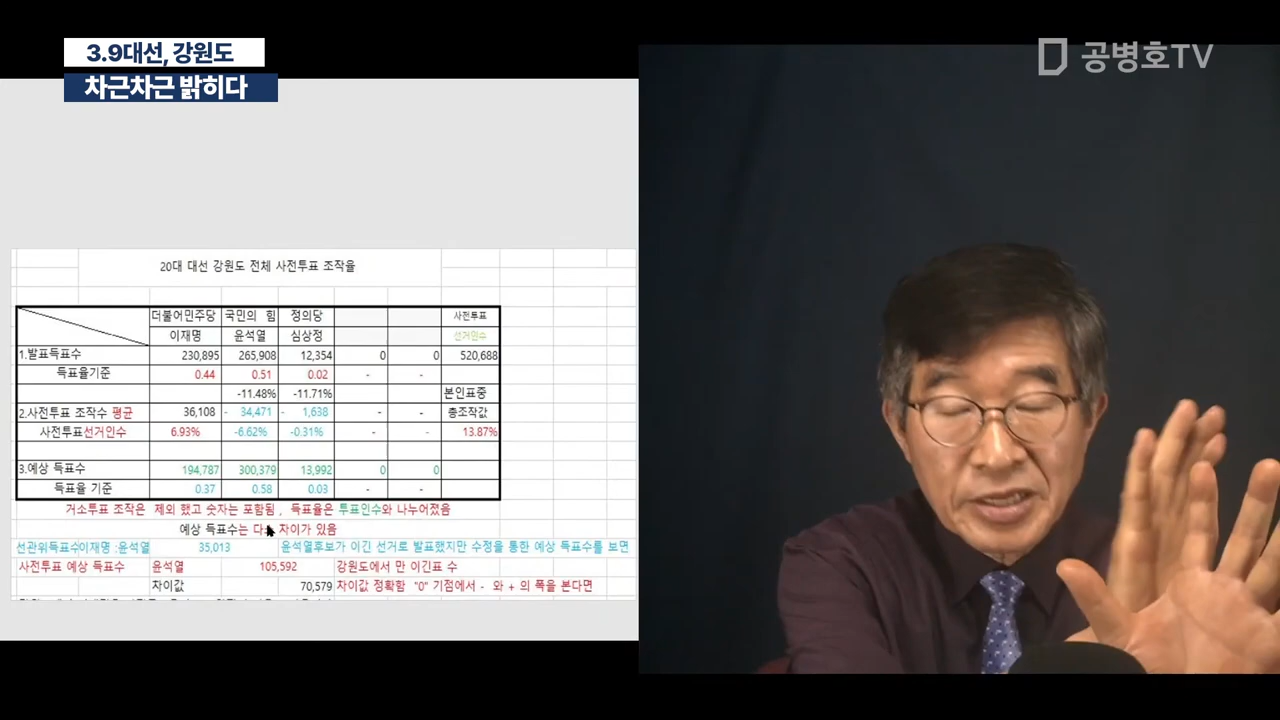 3.9대선, 강원도
차근차근 밝히다
공병호TV
20대 대선 강원도 전체 사전투표 조작율
더불어민주당 국민의 힘 정의당 사전투표
이재명 윤석열 심상정 선거인수
1.발표득표수 230,895 265,908 12,354 0 0 520,688
득표율기준 0.44 0.51 0.02 - -
-11.48% -11.71% 본인표중
2.사전투표 조작수 평균 36,108 - 34,471 - 1,638 - - 총조작값
사전투표선거인수 6.93% -6.62% -0.31% - - 13.87%
3.예상 득표수 194,787 300,379 13,992 0 0
득표율 기준 0.37 0.58 0.03 - -
거소투표 조작은 제외 했고 숫자는 포함됨 , 득표율은 투표인수와 나누어졌음
예상 득표수는 차이가 있음
선관위득표수이재명 :윤석열 35,013 윤석열후보가 이긴 선거로 발표했지만 수정을 통한 예상 득표수를 보면
사전투표 예상 득표수 윤석열 105,592 강원도에서 만 이긴표 수
차이값 70,579 차이값 정확함 "0" 기점에서 - 와 + 의 폭을 본다면